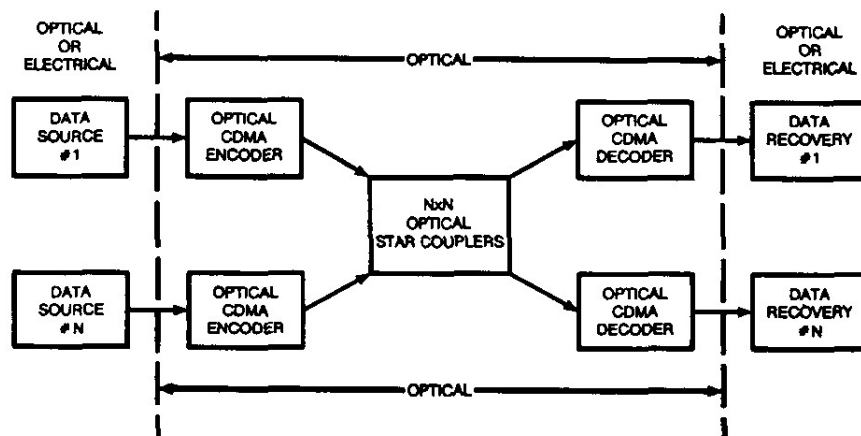 OPTICAL
OR
ELECTRICAL
OPTICAL
OPTICAL
OR
ELECTRICAL
DATA
SOURCE
#1
OPTICAL
CDMA
ENCODER
OPTICAL
CDMA
DECODER
DATA
RECOVERY
#1
NxN
OPTICAL
STAR COUPLERS
DATA
SOURCE
#N
OPTICAL
CDMA
ENCODER
OPTICAL
CDMA
DECODER
DATA
RECOVERY
#N
OPTICAL